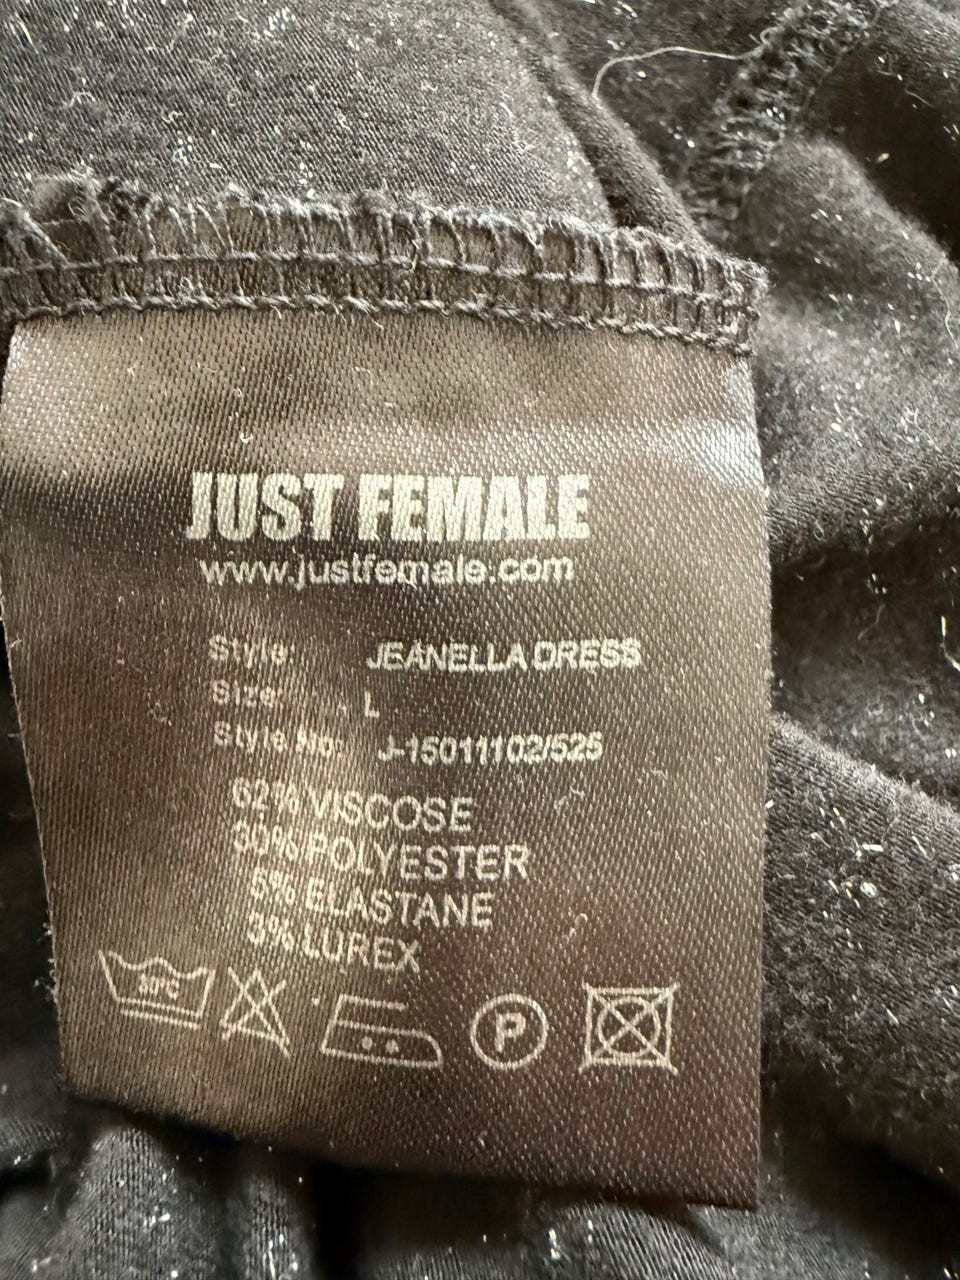 JUST FEMALE
www.justfemale.com
Style: JEANELLA DRESS
Size: L
Style No: J-15011102/525
62% VISCOSE
30% POLYESTER
5% ELASTANE
3% LUREX
30°C
P